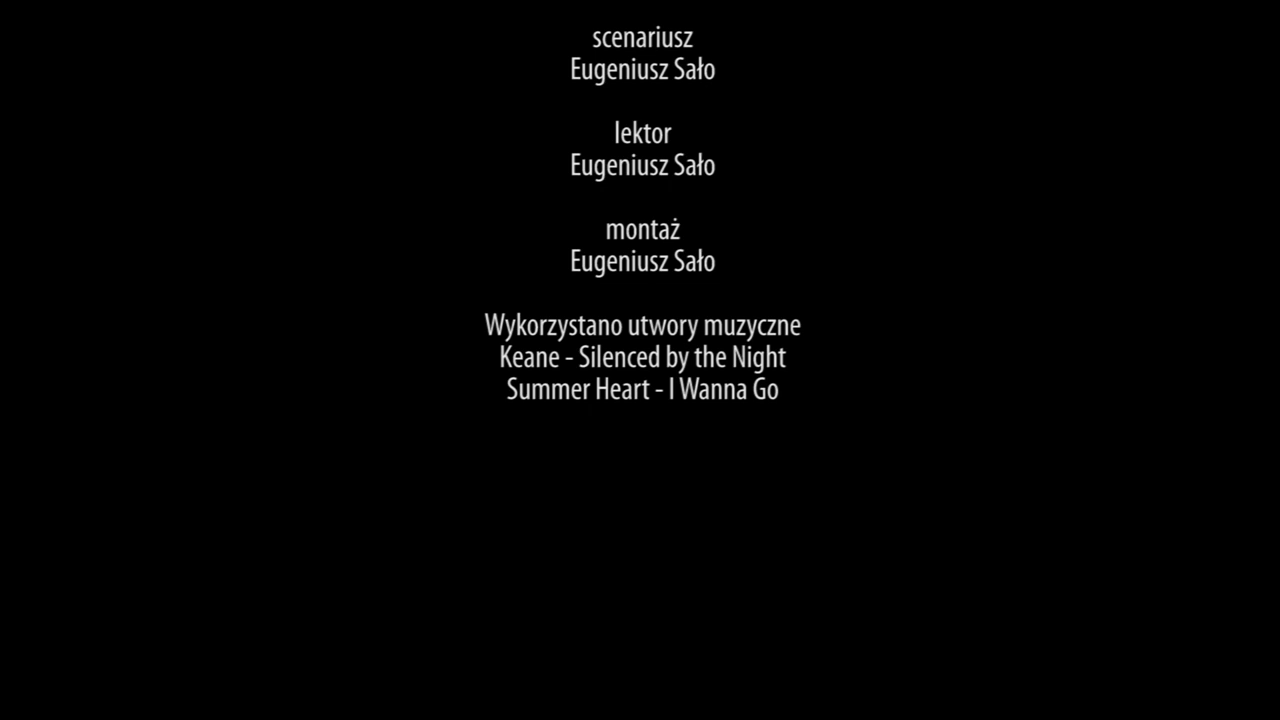 scenariusz
Eugeniusz Sało
lektor
Eugeniusz Sało
montaż
Eugeniusz Sało
Wykorzystano utwory muzyczne
Keane - Silenced by the Night
Summer Heart - I Wanna Go